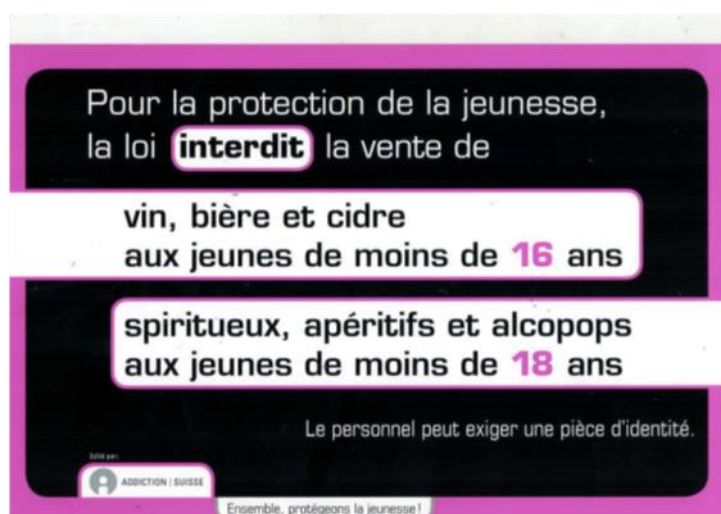 Pour la protection de la jeunesse,
la loi interdit la vente de
vin, bière et cidre
aux jeunes de moins de 16 ans
spiritueux, apéritifs et alcopops
aux jeunes de moins de 18 ans
Le personnel peut exiger une pièce d'identité.
Edité par:
ADDICTION | SUISSE
Ensemble, protégeons la jeunesse !